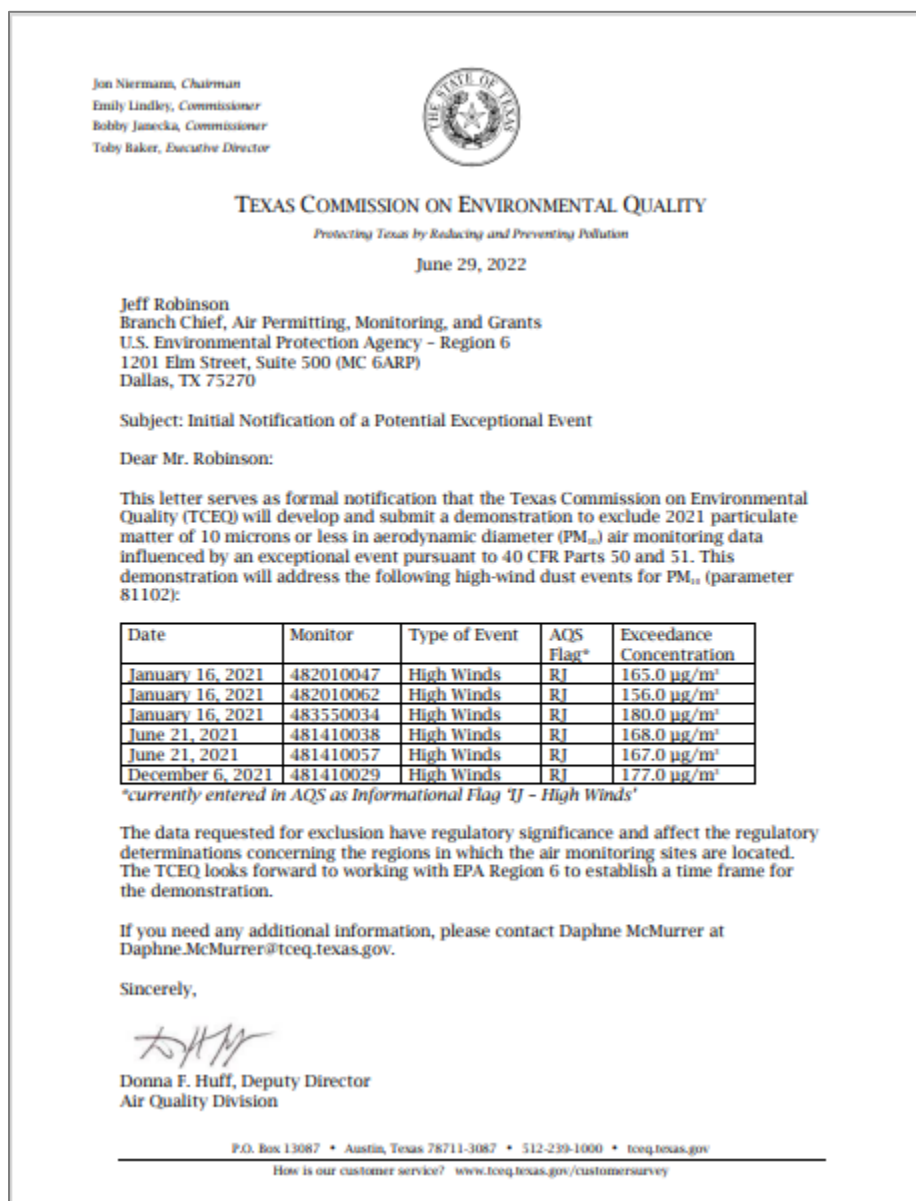 Jon Niermann, Chairman
Emily Lindley, Commissioner
Bobby Janecka, Commissioner
Toby Baker, Executive Director
THE STATE OF TEXAS
TEXAS COMMISSION ON ENVIRONMENTAL QUALITY
Protecting Texas by Reducing and Preventing Pollution
June 29, 2022
Jeff Robinson
Branch Chief, Air Permitting, Monitoring, and Grants
U.S. Environmental Protection Agency – Region 6
1201 Elm Street, Suite 500 (MC 6ARP)
Dallas, TX 75270
Subject: Initial Notification of a Potential Exceptional Event
Dear Mr. Robinson:
This letter serves as formal notification that the Texas Commission on Environmental
Quality (TCEQ) will develop and submit a demonstration to exclude 2021 particulate
matter of 10 microns or less in aerodynamic diameter (PM₁₀) air monitoring data
influenced by an exceptional event pursuant to 40 CFR Parts 50 and 51. This
demonstration will address the following high-wind dust events for PM₁₀ (parameter
81102):
Date Monitor Type of Event AQS Flag* Exceedance Concentration
January 16, 2021 482010047 High Winds RJ 165.0 µg/m³
January 16, 2021 482010062 High Winds RJ 156.0 µg/m³
January 16, 2021 483550034 High Winds RJ 180.0 µg/m³
June 21, 2021 481410038 High Winds RJ 168.0 µg/m³
June 21, 2021 481410057 High Winds RJ 167.0 µg/m³
December 6, 2021 481410029 High Winds RJ 177.0 µg/m³
*currently entered in AQS as Informational Flag 'IJ – High Winds'
The data requested for exclusion have regulatory significance and affect the regulatory
determinations concerning the regions in which the air monitoring sites are located.
The TCEQ looks forward to working with EPA Region 6 to establish a time frame for
the demonstration.
If you need any additional information, please contact Daphne McMurrer at
Daphne.McMurrer@tceq.texas.gov.
Sincerely,
Donna F. Huff, Deputy Director
Air Quality Division
P.O. Box 13087 • Austin, Texas 78711-3087 • 512-239-1000 • tceq.texas.gov
How is our customer service? www.tceq.texas.gov/customersurvey